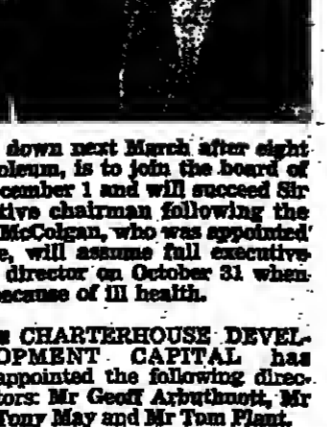 down next March after eight
oleum, is to join the board of
cember 1 and will succeed Sir
tive chairman following the
McColgan, who was appointed
e, will assume full executive
director on October 31 when
ecause of ill health.
CHARTERHOUSE DEVEL-
OPMENT CAPITAL has
appointed the following direc-
tors: Mr Geoff Arbuthnott, Mr
Tony May and Mr Tom Plant.